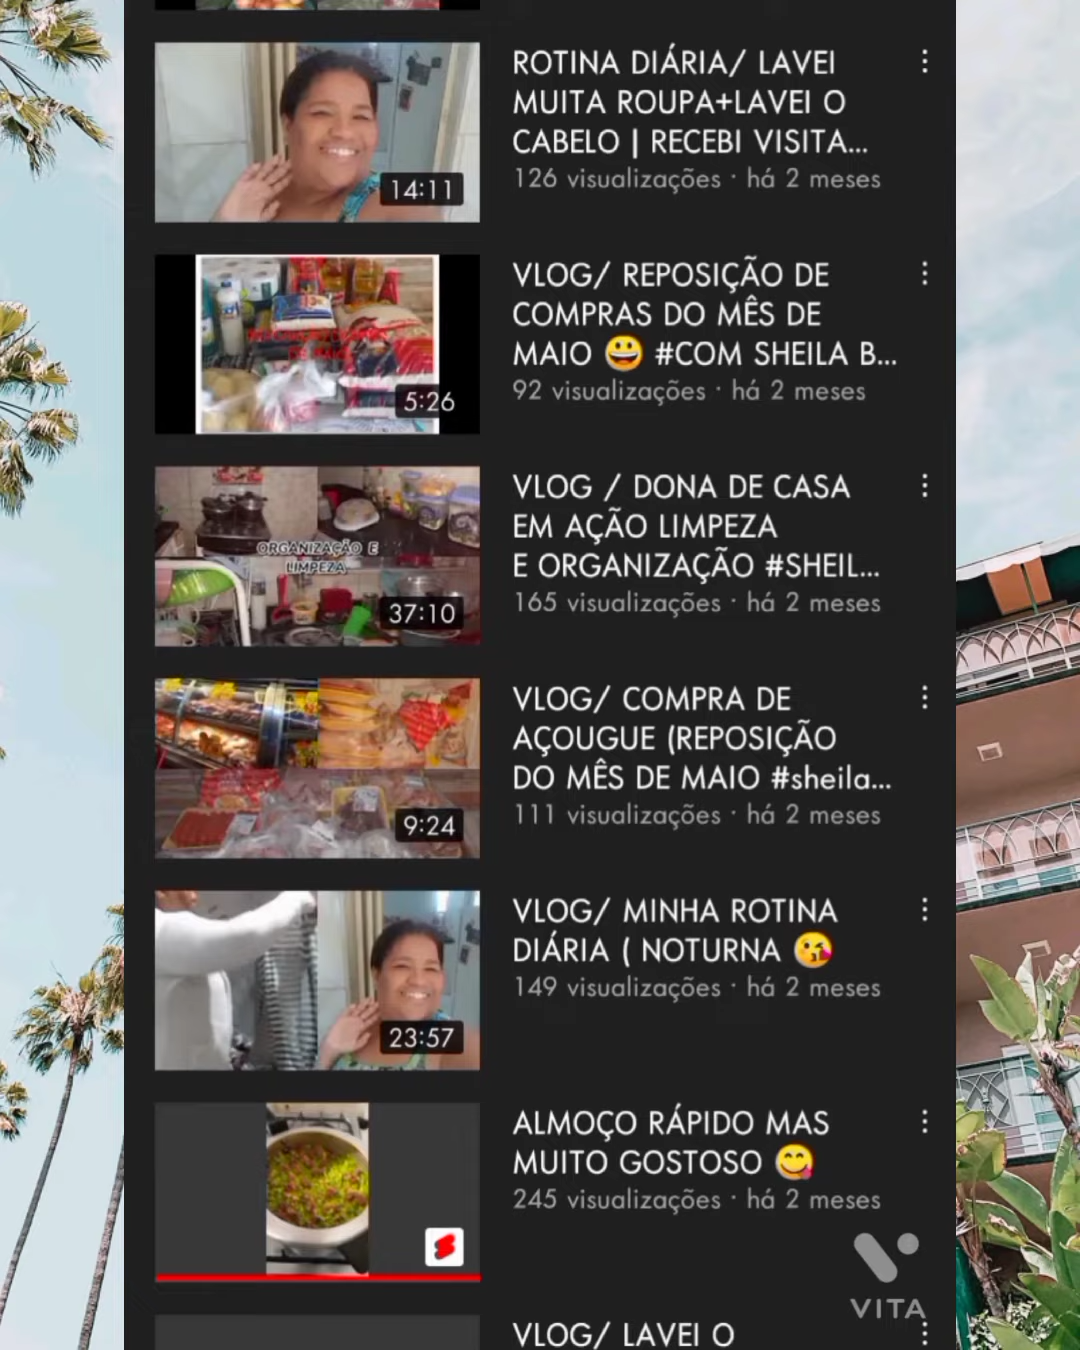 ROTINA DIÁRIA/ LAVEI
MUITA ROUPA+LAVEI O
CABELO | RECEBI VISITA...
126 visualizações · há 2 meses
14:11
VLOG/ REPOSIÇÃO DE
COMPRAS DO MÊS DE
MAIO 😀 #COM SHEILA B...
92 visualizações · há 2 meses
5:26
VLOG / DONA DE CASA
EM AÇÃO LIMPEZA
E ORGANIZAÇÃO #SHEIL...
165 visualizações · há 2 meses
ORGANIZAÇÃO E
LIMPEZA
37:10
VLOG/ COMPRA DE
AÇOUGUE (REPOSIÇÃO
DO MÊS DE MAIO #sheila...
111 visualizações · há 2 meses
9:24
VLOG/ MINHA ROTINA
DIÁRIA ( NOTURNA 😘
149 visualizações · há 2 meses
23:57
ALMOÇO RÁPIDO MAS
MUITO GOSTOSO 😋
245 visualizações · há 2 meses
VITA
VLOG/ LAVEI O